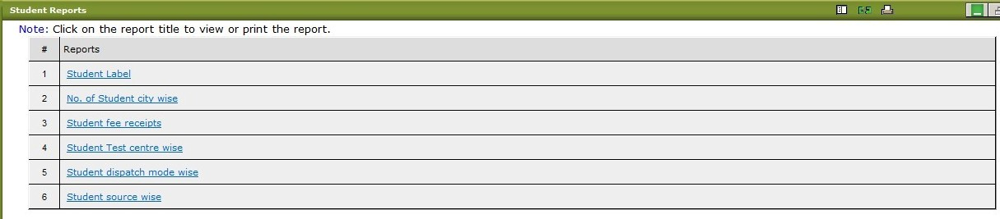 Student Reports
Note: Click on the report title to view or print the report.
# Reports
1 Student Label
2 No. of Student city wise
3 Student fee receipts
4 Student Test centre wise
5 Student dispatch mode wise
6 Student source wise